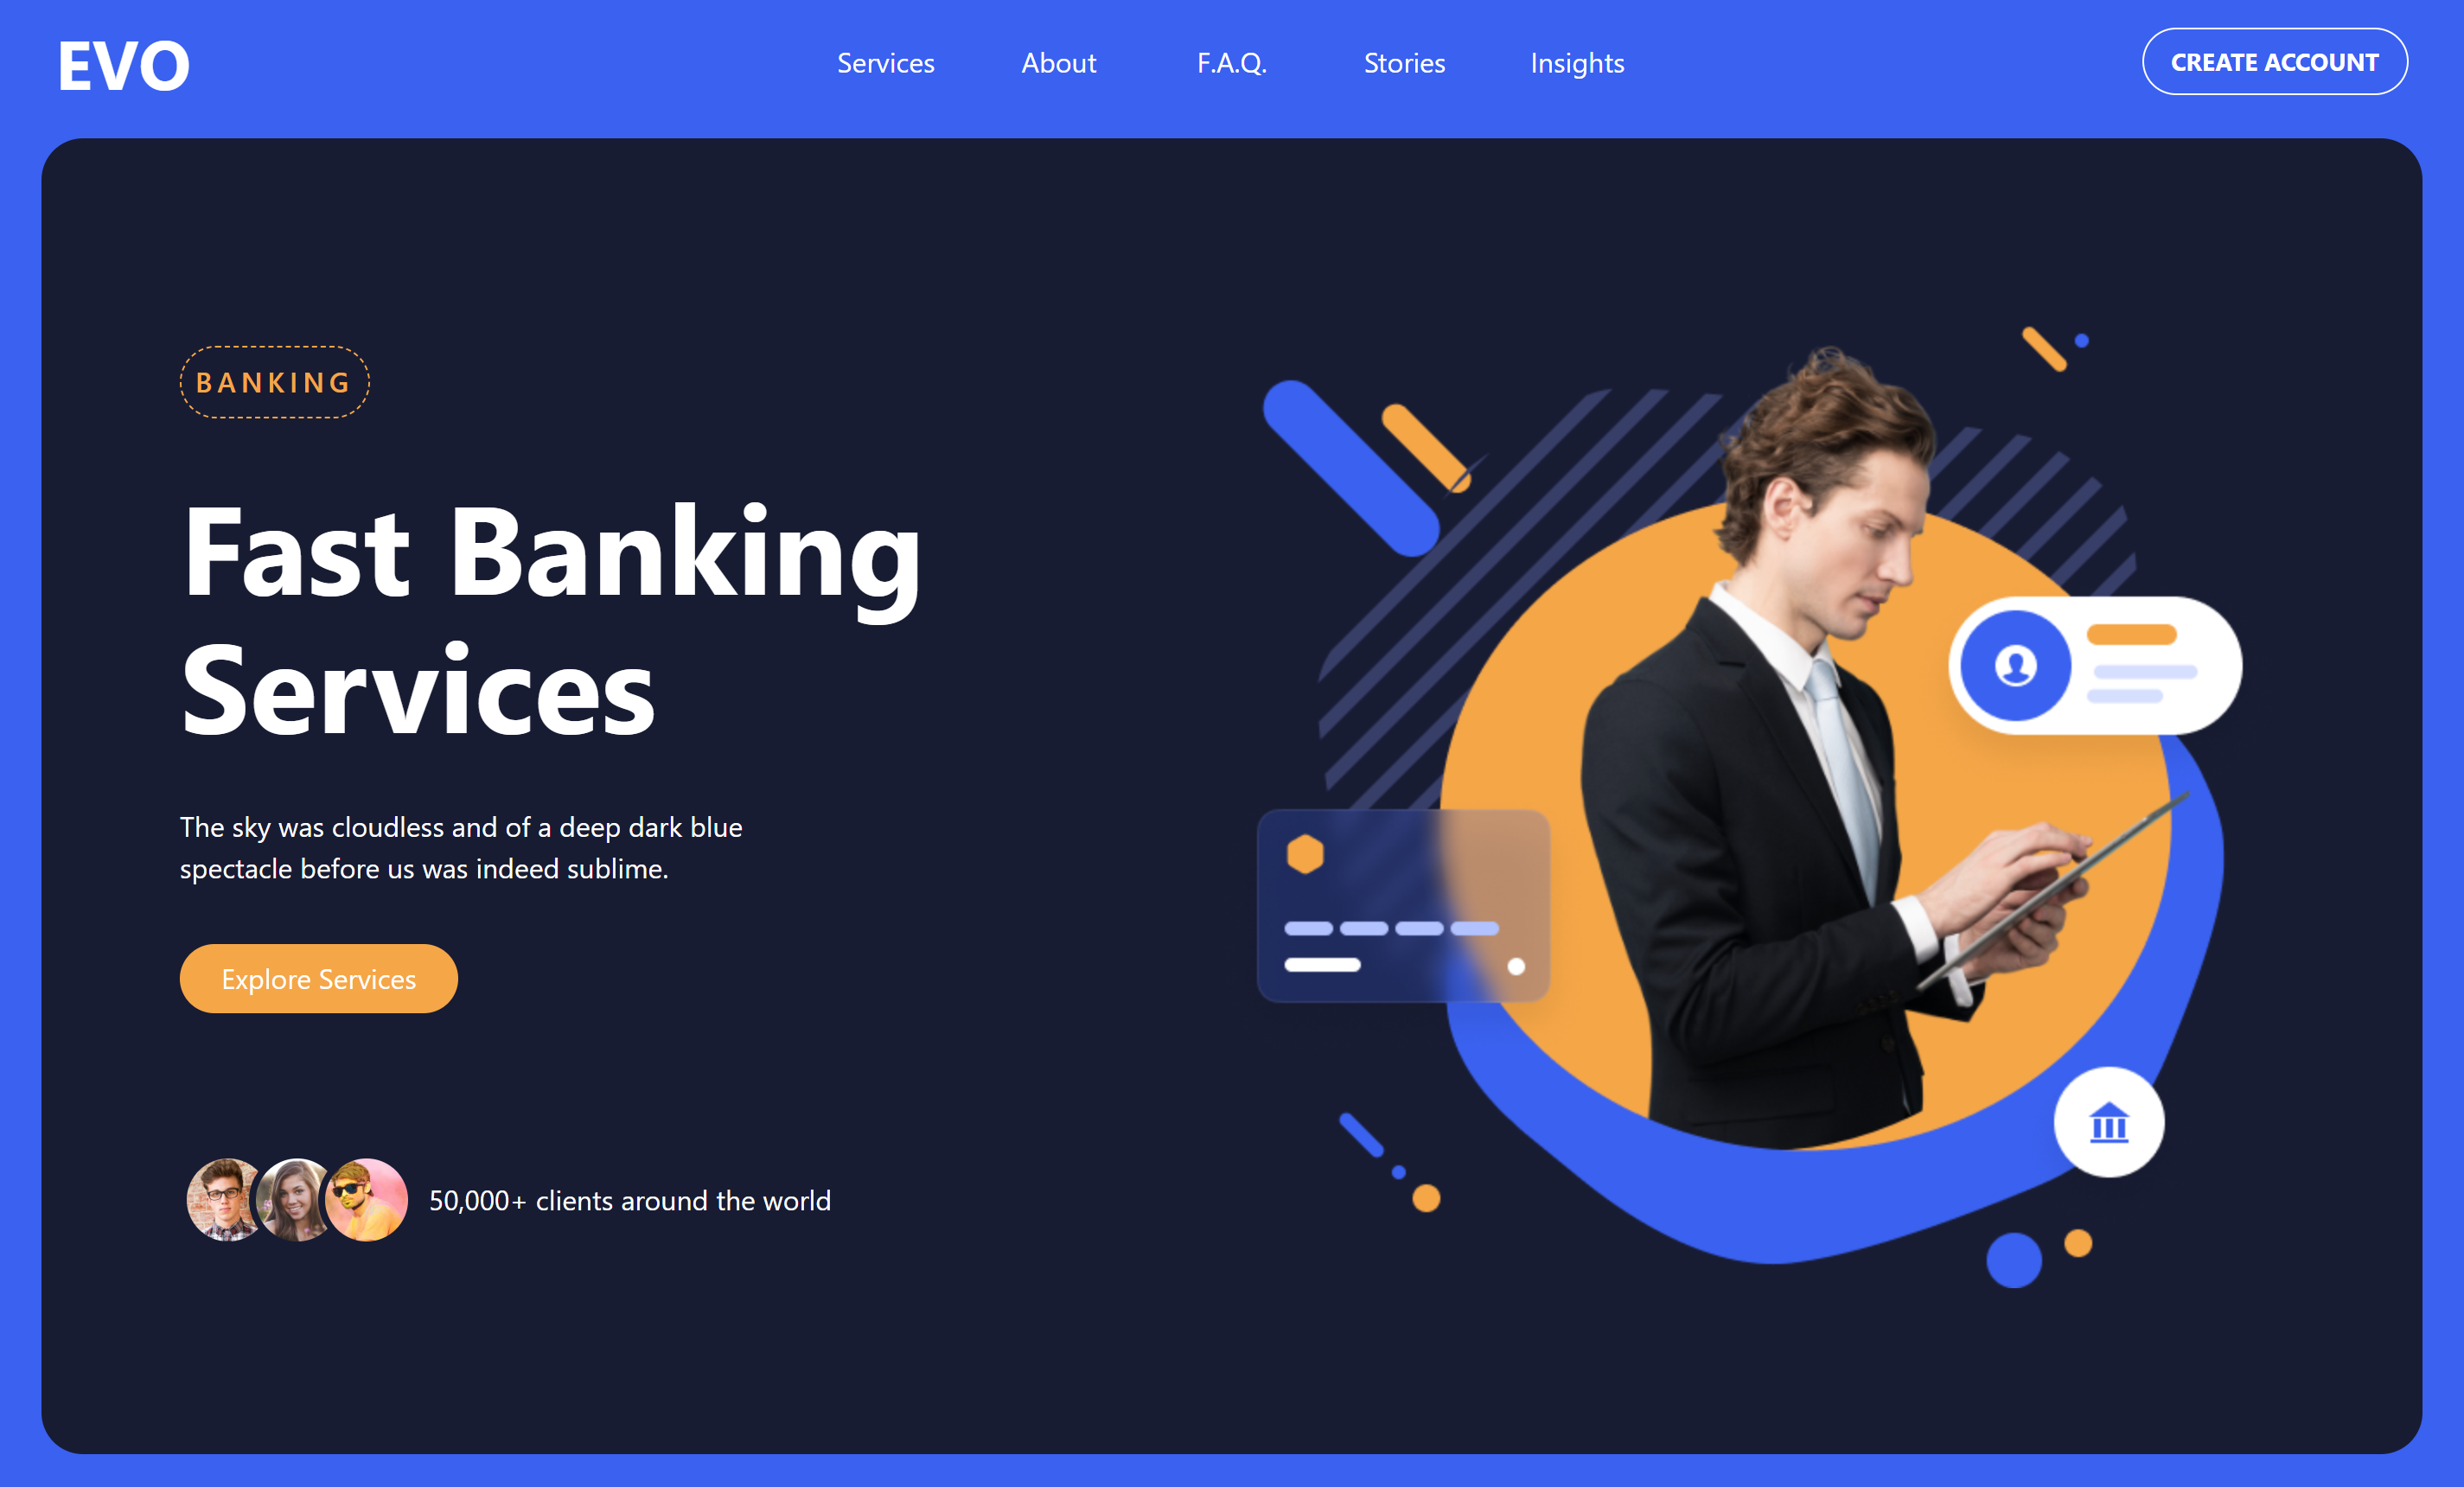 EVO
Services
About
F.A.Q.
Stories
Insights
CREATE ACCOUNT
BANKING
Fast Banking
Services
The sky was cloudless and of a deep dark blue
spectacle before us was indeed sublime.
Explore Services
50,000+ clients around the world